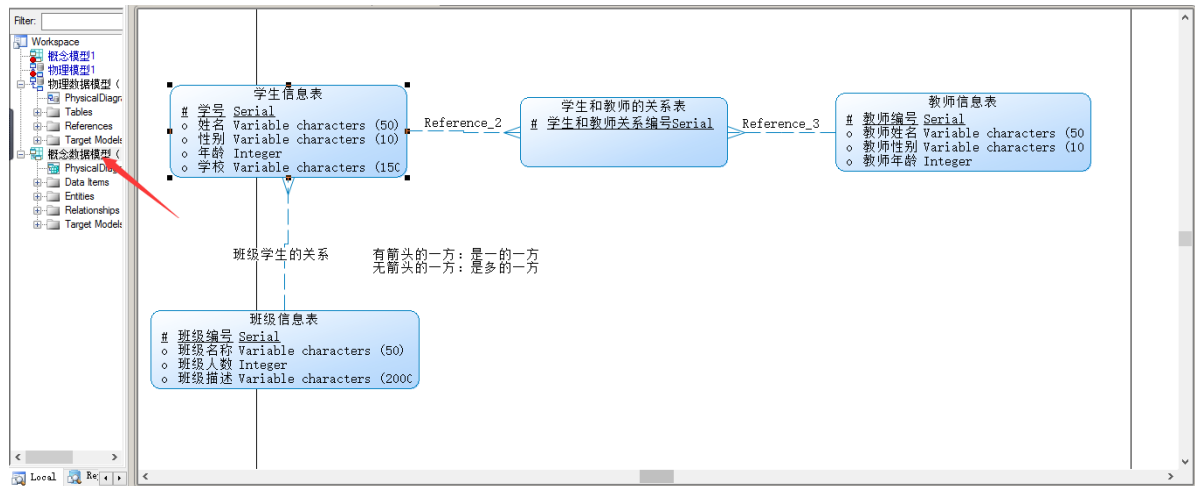 Filter:
Workspace
概念模型1
物理模型1
物理数据模型 (
PhysicalDiagr
Tables
References
Target Models
概念数据模型 (
PhysicalDiag
Data Items
Entities
Relationships
Target Models
Local
Re
学生信息表
# 学号 Serial
o 姓名 Variable characters (50)
o 性别 Variable characters (10)
o 年龄 Integer
o 学校 Variable characters (150
Reference_2
学生和教师的关系表
# 学生和教师关系编号Serial
Reference_3
教师信息表
# 教师编号 Serial
o 教师姓名 Variable characters (50
o 教师性别 Variable characters (10
o 教师年龄 Integer
班级学生的关系
有箭头的一方：是一的一方
无箭头的一方：是多的一方
班级信息表
# 班级编号 Serial
o 班级名称 Variable characters (50)
o 班级人数 Integer
o 班级描述 Variable characters (2000